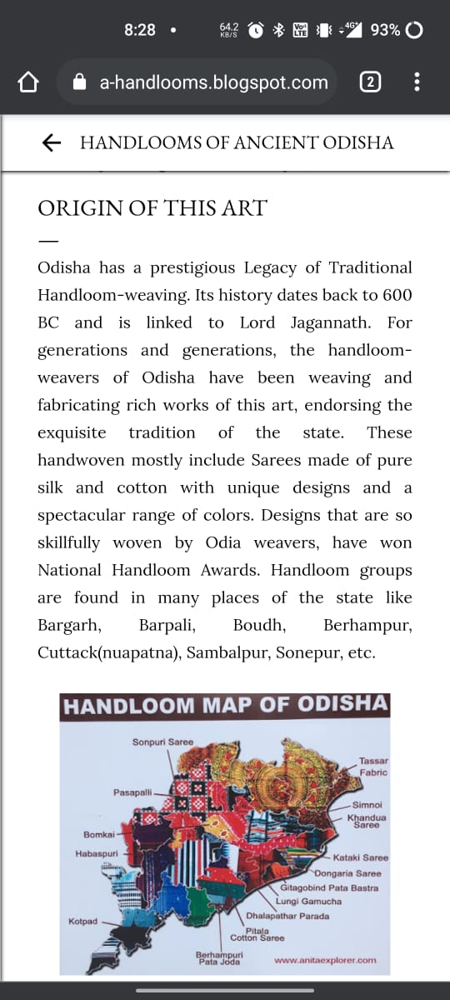 8:28 •
64.2 KB/S
Vo)) LTE
4G+
93%
a-handlooms.blogspot.com
2
HANDLOOMS OF ANCIENT ODISHA
ORIGIN OF THIS ART
Odisha has a prestigious Legacy of Traditional
Handloom-weaving. Its history dates back to 600
BC and is linked to Lord Jagannath. For
generations and generations, the handloom-
weavers of Odisha have been weaving and
fabricating rich works of this art, endorsing the
exquisite tradition of the state. These
handwoven mostly include Sarees made of pure
silk and cotton with unique designs and a
spectacular range of colors. Designs that are so
skillfully woven by Odia weavers, have won
National Handloom Awards. Handloom groups
are found in many places of the state like
Bargarh, Barpali, Boudh, Berhampur,
Cuttack(nuapatna), Sambalpur, Sonepur, etc.
HANDLOOM MAP OF ODISHA
Sonpuri Saree
Tassar
Fabric
Pasapalli
Simnoi
Khandua
Saree
Bomkai
Habaspuri
Kataki Saree
Dongaria Saree
Gitagobind Pata Bastra
Lungi Gamucha
Dhalapathar Parada
Kotpad
Pitala
Cotton Saree
Berhampuri
Pata Joda
www.anitaexplorer.com